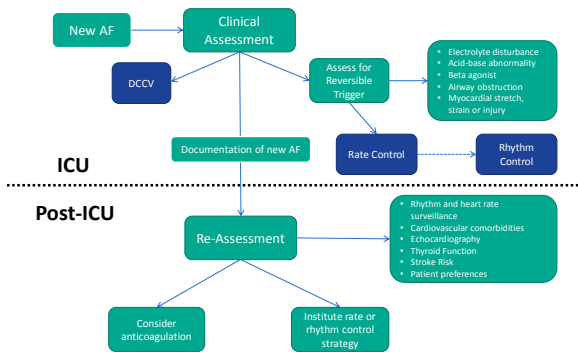 New AF
Clinical
Assessment
DCCV
Assess for
Reversible
Trigger
• Electrolyte disturbance
• Acid-base abnormality
• Beta agonist
• Airway obstruction
• Myocardial stretch,
strain or injury
Documentation of new AF
Rate Control
Rhythm
Control
ICU
Post-ICU
Re-Assessment
• Rhythm and heart rate
surveillance
• Cardiovascular comorbidities
• Echocardiography
• Thyroid Function
• Stroke Risk
• Patient preferences
Consider
anticoagulation
Institute rate or
rhythm control
strategy